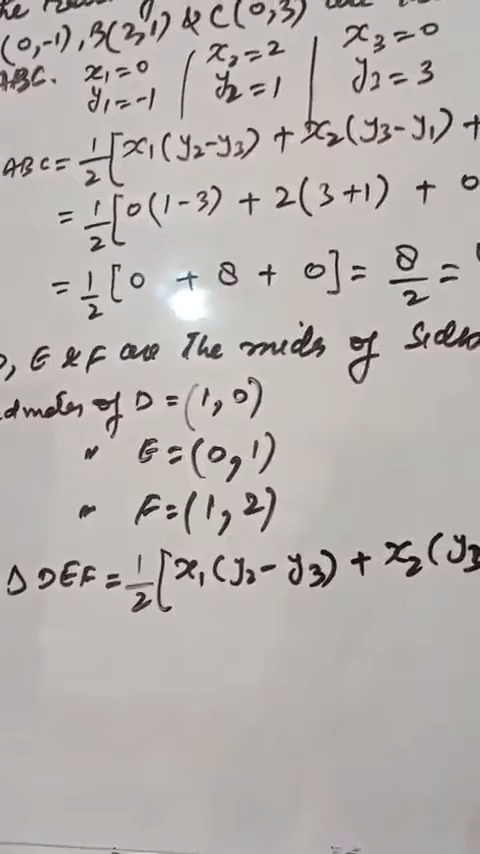 (0,-1), B(2,1) & C(0,3) are
ABC. x₁=0 | x₂=2 | x₃=0
y₁=-1 | y₂=1 | y₃=3
ABC = 1/2 [x₁(y₂-y₃) + x₂(y₃-y₁) +
= 1/2 [0(1-3) + 2(3+1) + 0
= 1/2 [0 + 8 + 0] = 8/2 =
D, E & F are The mids of Sides
of D = (1,0)
" E = (0,1)
" F = (1,2)
Δ DEF = 1/2 [x₁(y₂-y₃) + x₂(y₃